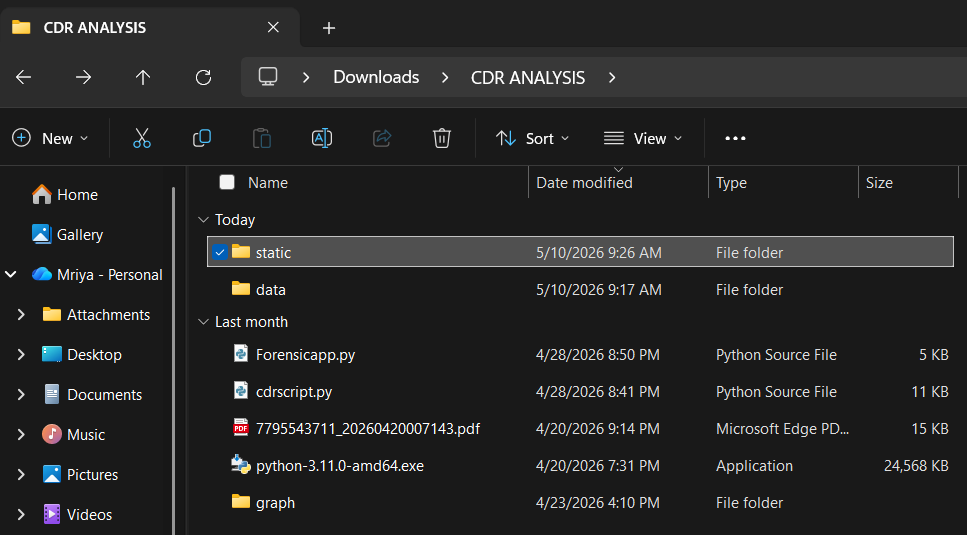 CDR ANALYSIS
Downloads CDR ANALYSIS
New Sort View
Name Date modified Type Size
Home
Gallery
Mriya - Personal
Attachments
Desktop
Documents
Music
Pictures
Videos
Today
static 5/10/2026 9:26 AM File folder
data 5/10/2026 9:17 AM File folder
Last month
Forensicapp.py 4/28/2026 8:50 PM Python Source File 5 KB
cdrscript.py 4/28/2026 8:41 PM Python Source File 11 KB
7795543711_20260420007143.pdf 4/20/2026 9:14 PM Microsoft Edge PD... 15 KB
python-3.11.0-amd64.exe 4/20/2026 7:31 PM Application 24,568 KB
graph 4/23/2026 4:10 PM File folder